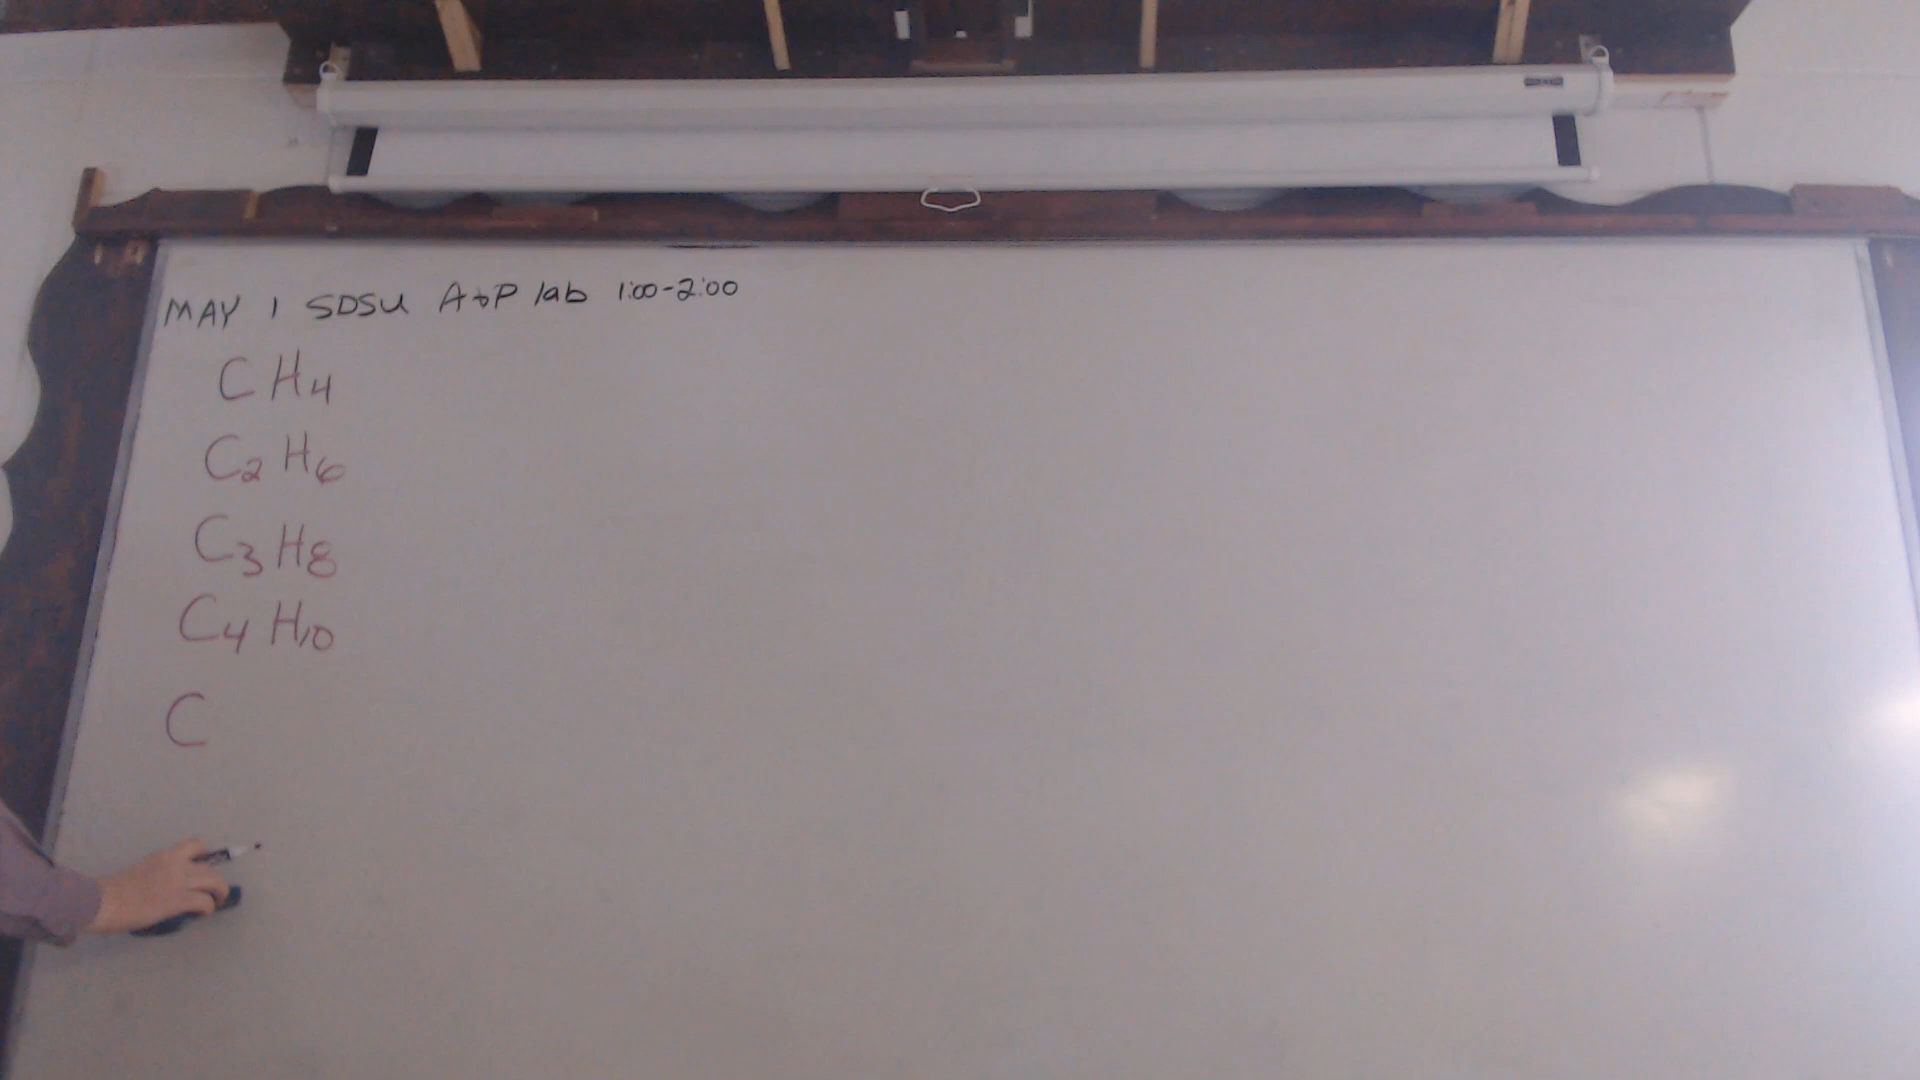 MAY 1 SDSU A+P lab 1:00-2:00
CH4
C2H6
C3H8
C4H10
C